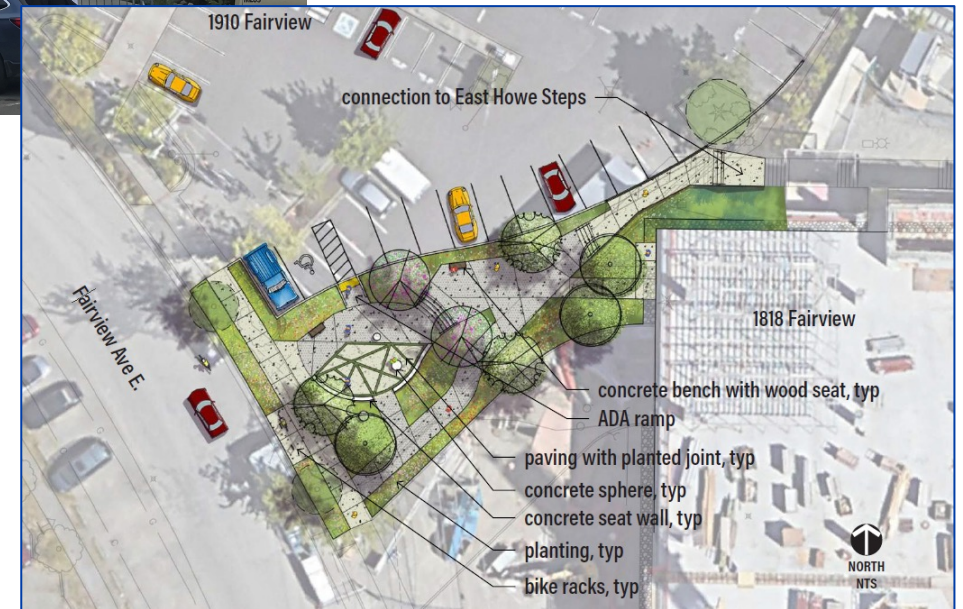 1910 Fairview
connection to East Howe Steps
Fairview Ave E.
1818 Fairview
concrete bench with wood seat, typ
ADA ramp
paving with planted joint, typ
concrete sphere, typ
concrete seat wall, typ
planting, typ
bike racks, typ
NORTH
NTS